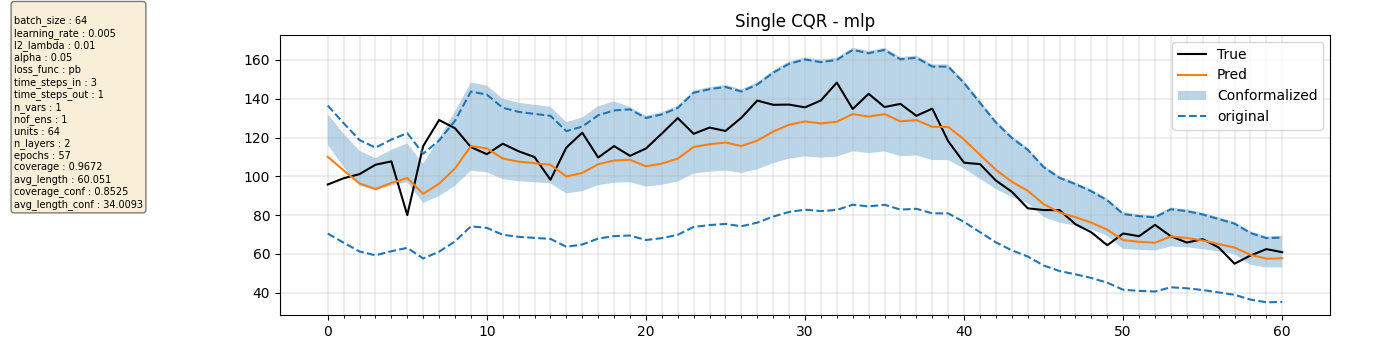 Single CQR - mlp
batch_size : 64
learning_rate : 0.005
l2_lambda : 0.01
alpha : 0.05
loss_func : pb
time_steps_in : 3
time_steps_out : 1
n_vars : 1
nof_ens : 1
units : 64
n_layers : 2
epochs : 57
coverage : 0.9672
avg_length : 60.051
coverage_conf : 0.8525
avg_length_conf : 34.0093
160
140
120
100
80
60
40
0 10 20 30 40 50 60
True
Pred
Conformalized
original